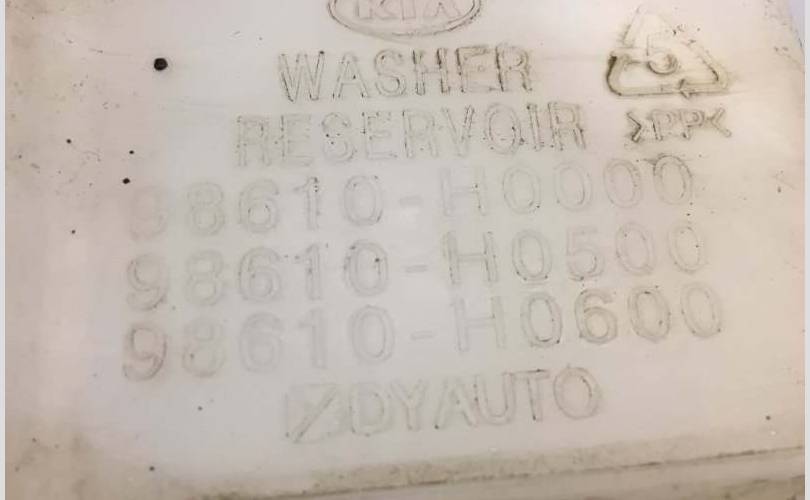 KIA
WASHER
RESERVOIR
5
>PP<
98610-H0000
98610-H0500
98610-H0600
DYAUTO